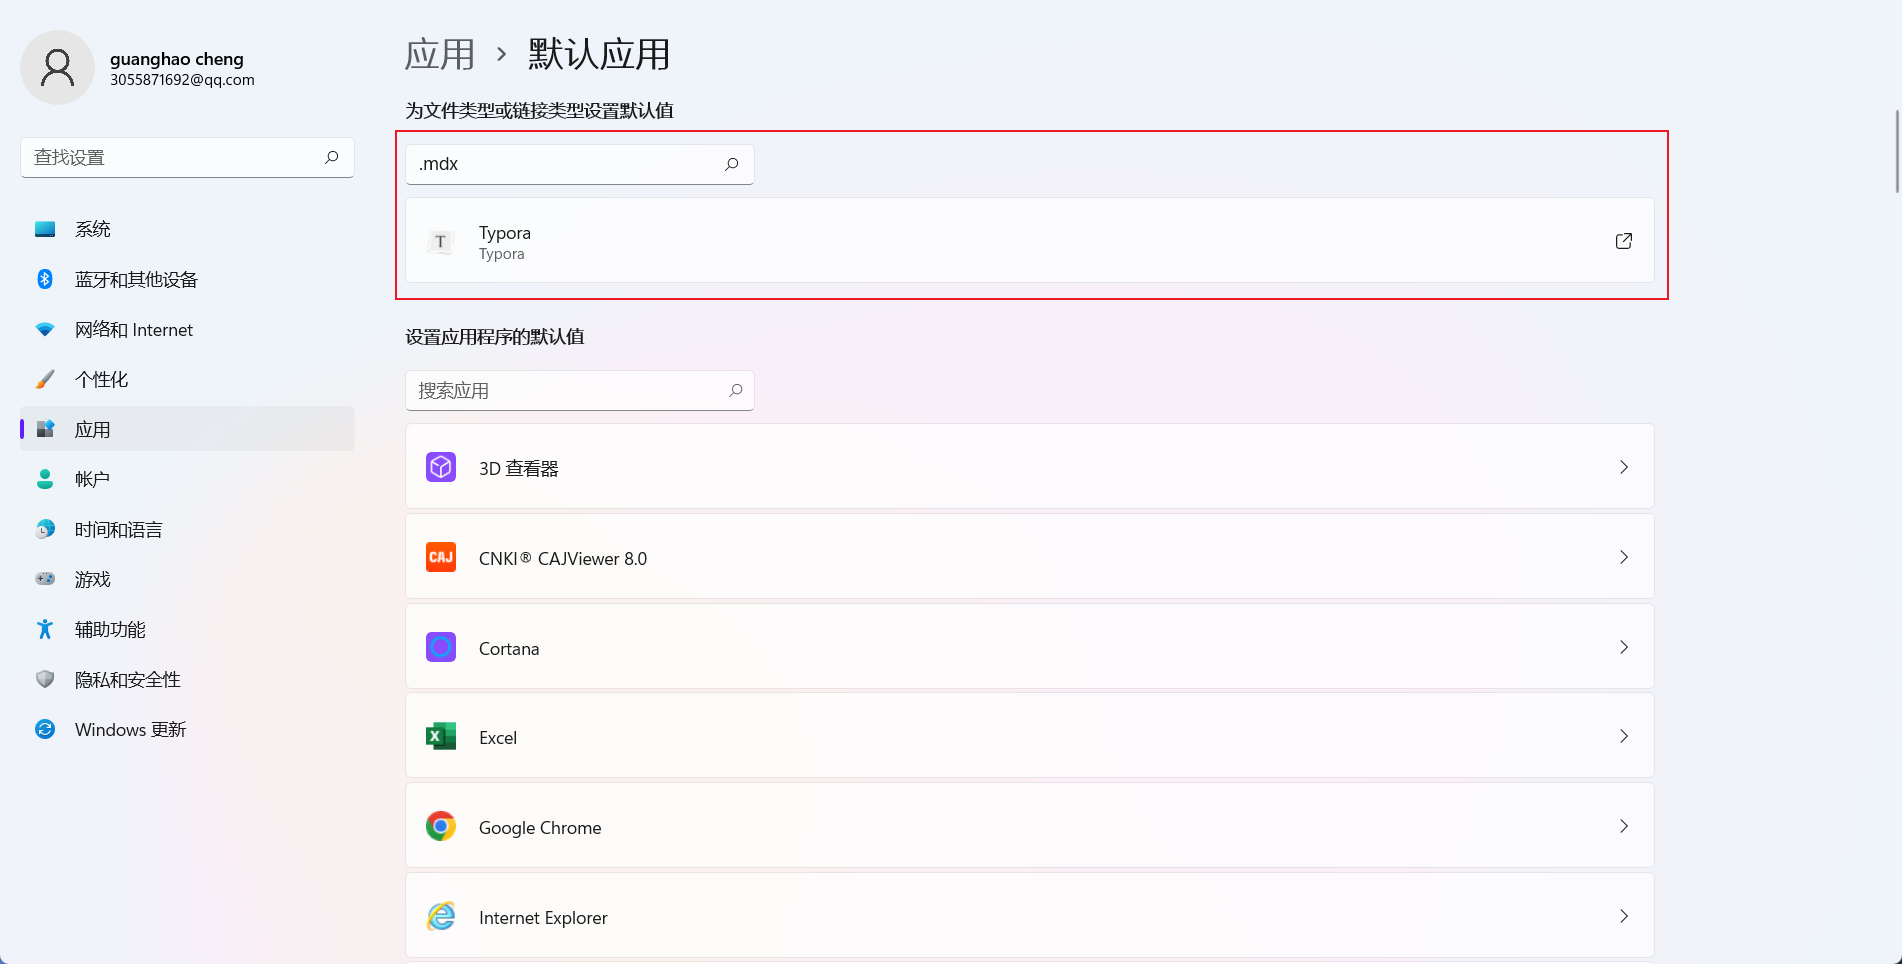 guanghao cheng
3055871692@qq.com
查找设置
系统
蓝牙和其他设备
网络和 Internet
个性化
应用
帐户
时间和语言
游戏
辅助功能
隐私和安全性
Windows 更新
应用 › 默认应用
为文件类型或链接类型设置默认值
.mdx
T
Typora
Typora
设置应用程序的默认值
搜索应用
3D 查看器
CAJ
CNKI® CAJViewer 8.0
Cortana
X
Excel
Google Chrome
Internet Explorer